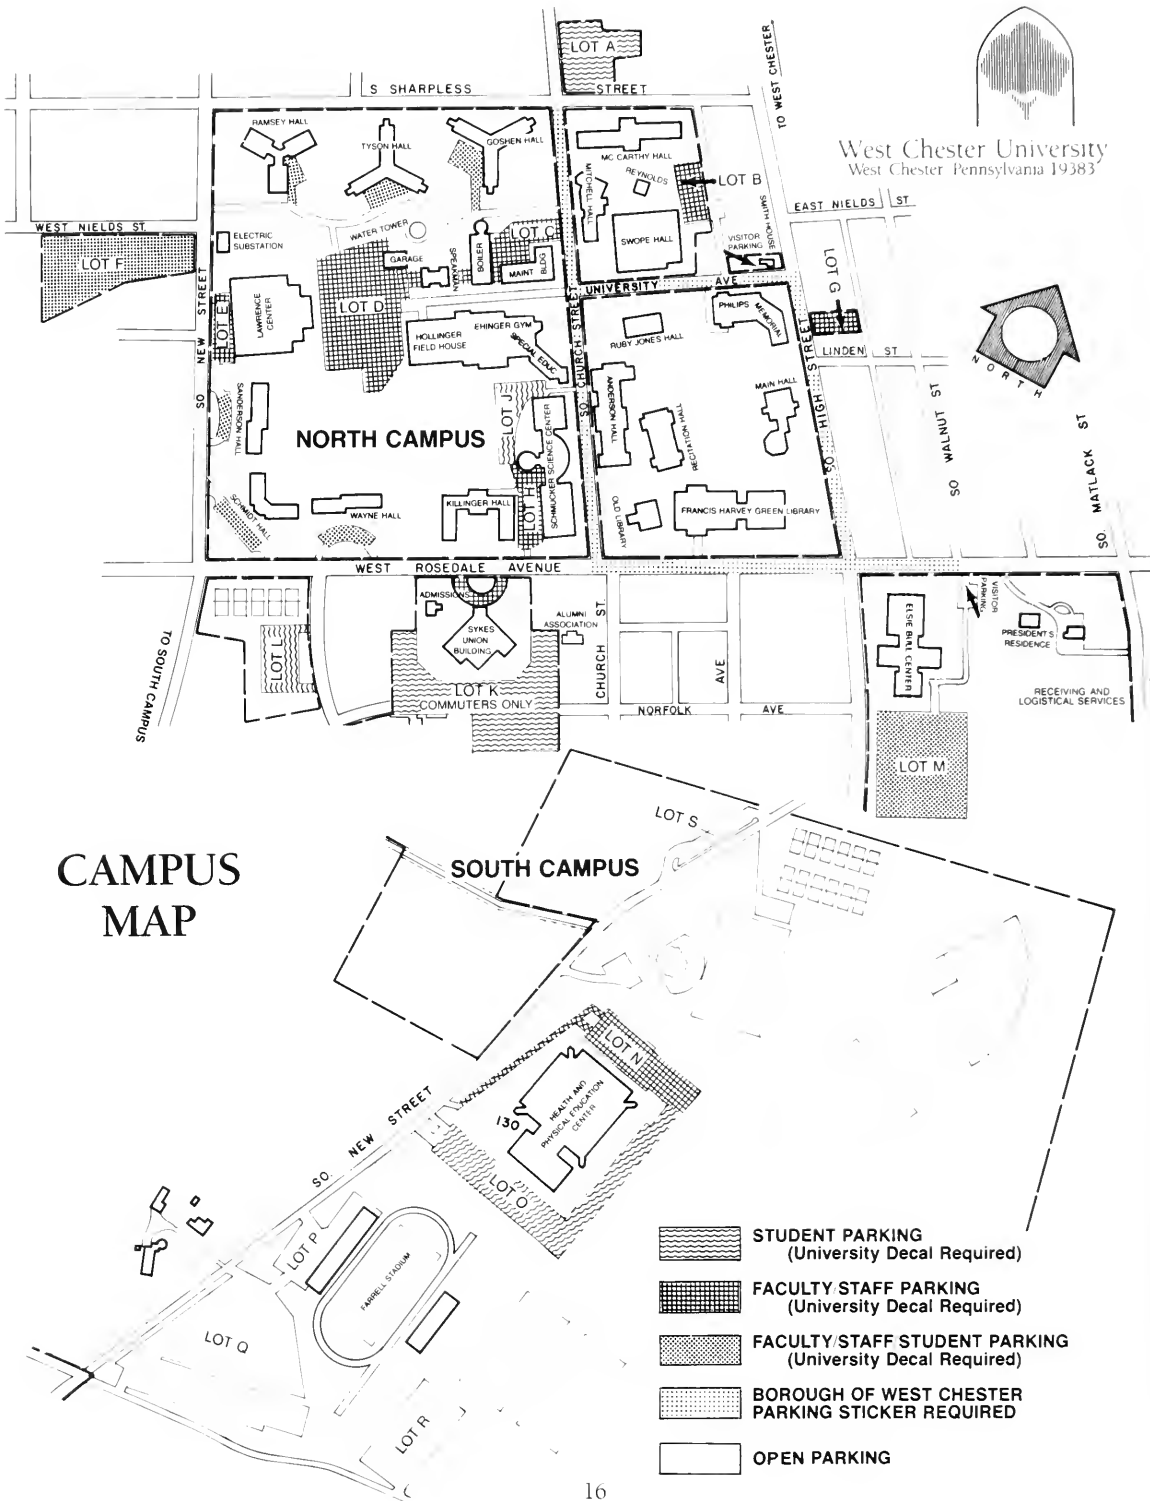 LOT A
S SHARPLESS STREET
TO WEST CHESTER
West Chester University
West Chester Pennsylvania 19383
RAMSEY HALL
TYSON HALL
GOSHEN HALL
MC CARTHY HALL
REYNOLDS
MITCHELL HALL
LOT B
SMITH HOUSE
EAST NIELDS ST
WEST NIELDS ST.
ELECTRIC
SUBSTATION
WATER TOWER
LOT C
SWOPE HALL
VISITOR
PARKING
LOT F
GARAGE
SPEAKMAN
BOILER
MAINT BLDG
LOT G
UNIVERSITY AVE
SO NEW STREET
LOT E
LAWRENCE
CENTER
LOT D
HOLLINGER
FIELD HOUSE
EHINGER GYM
SPECIAL EDUC
SO. CHURCH STREET
RUBY JONES HALL
PHILIPS MEMORIAL
LINDEN ST
NORTH
SO HIGH STREET
SO WALNUT ST
SO. MATLACK ST
SANDERSON HALL
NORTH CAMPUS
LOT J
SCHMUCKER SCIENCE CENTER
ANDERSON HALL
RECITATION HALL
MAIN HALL
SCHMIDT HALL
WAYNE HALL
KILLINGER HALL
LOT H
OLD LIBRARY
FRANCIS HARVEY GREEN LIBRARY
WEST ROSEDALE AVENUE
ADMISSIONS
SYKES
UNION
BUILDING
ALUMNI
ASSOCIATION
CHURCH ST.
ELSIE BULL CENTER
VISITOR
PARKING
PRESIDENT'S
RESIDENCE
TO SOUTH CAMPUS
LOT L
LOT K
COMMUTERS ONLY
AVE
NORFOLK AVE
RECEIVING AND
LOGISTICAL SERVICES
LOT M
CAMPUS
MAP
SOUTH CAMPUS
LOT S
LOT N
HEALTH AND
PHYSICAL EDUCATION
CENTER
130
SO. NEW STREET
LOT O
LOT P
FARRELL STADIUM
LOT Q
LOT R
STUDENT PARKING
(University Decal Required)
FACULTY/STAFF PARKING
(University Decal Required)
FACULTY/STAFF STUDENT PARKING
(University Decal Required)
BOROUGH OF WEST CHESTER
PARKING STICKER REQUIRED
OPEN PARKING
16